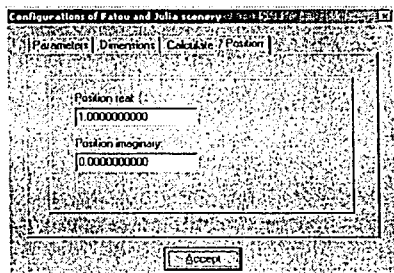 Configurations of Fatou and Julia scenery
Parameters Dimensions Calculate Position
Position real:
1.0000000000
Position imaginary:
0.0000000000
Accept